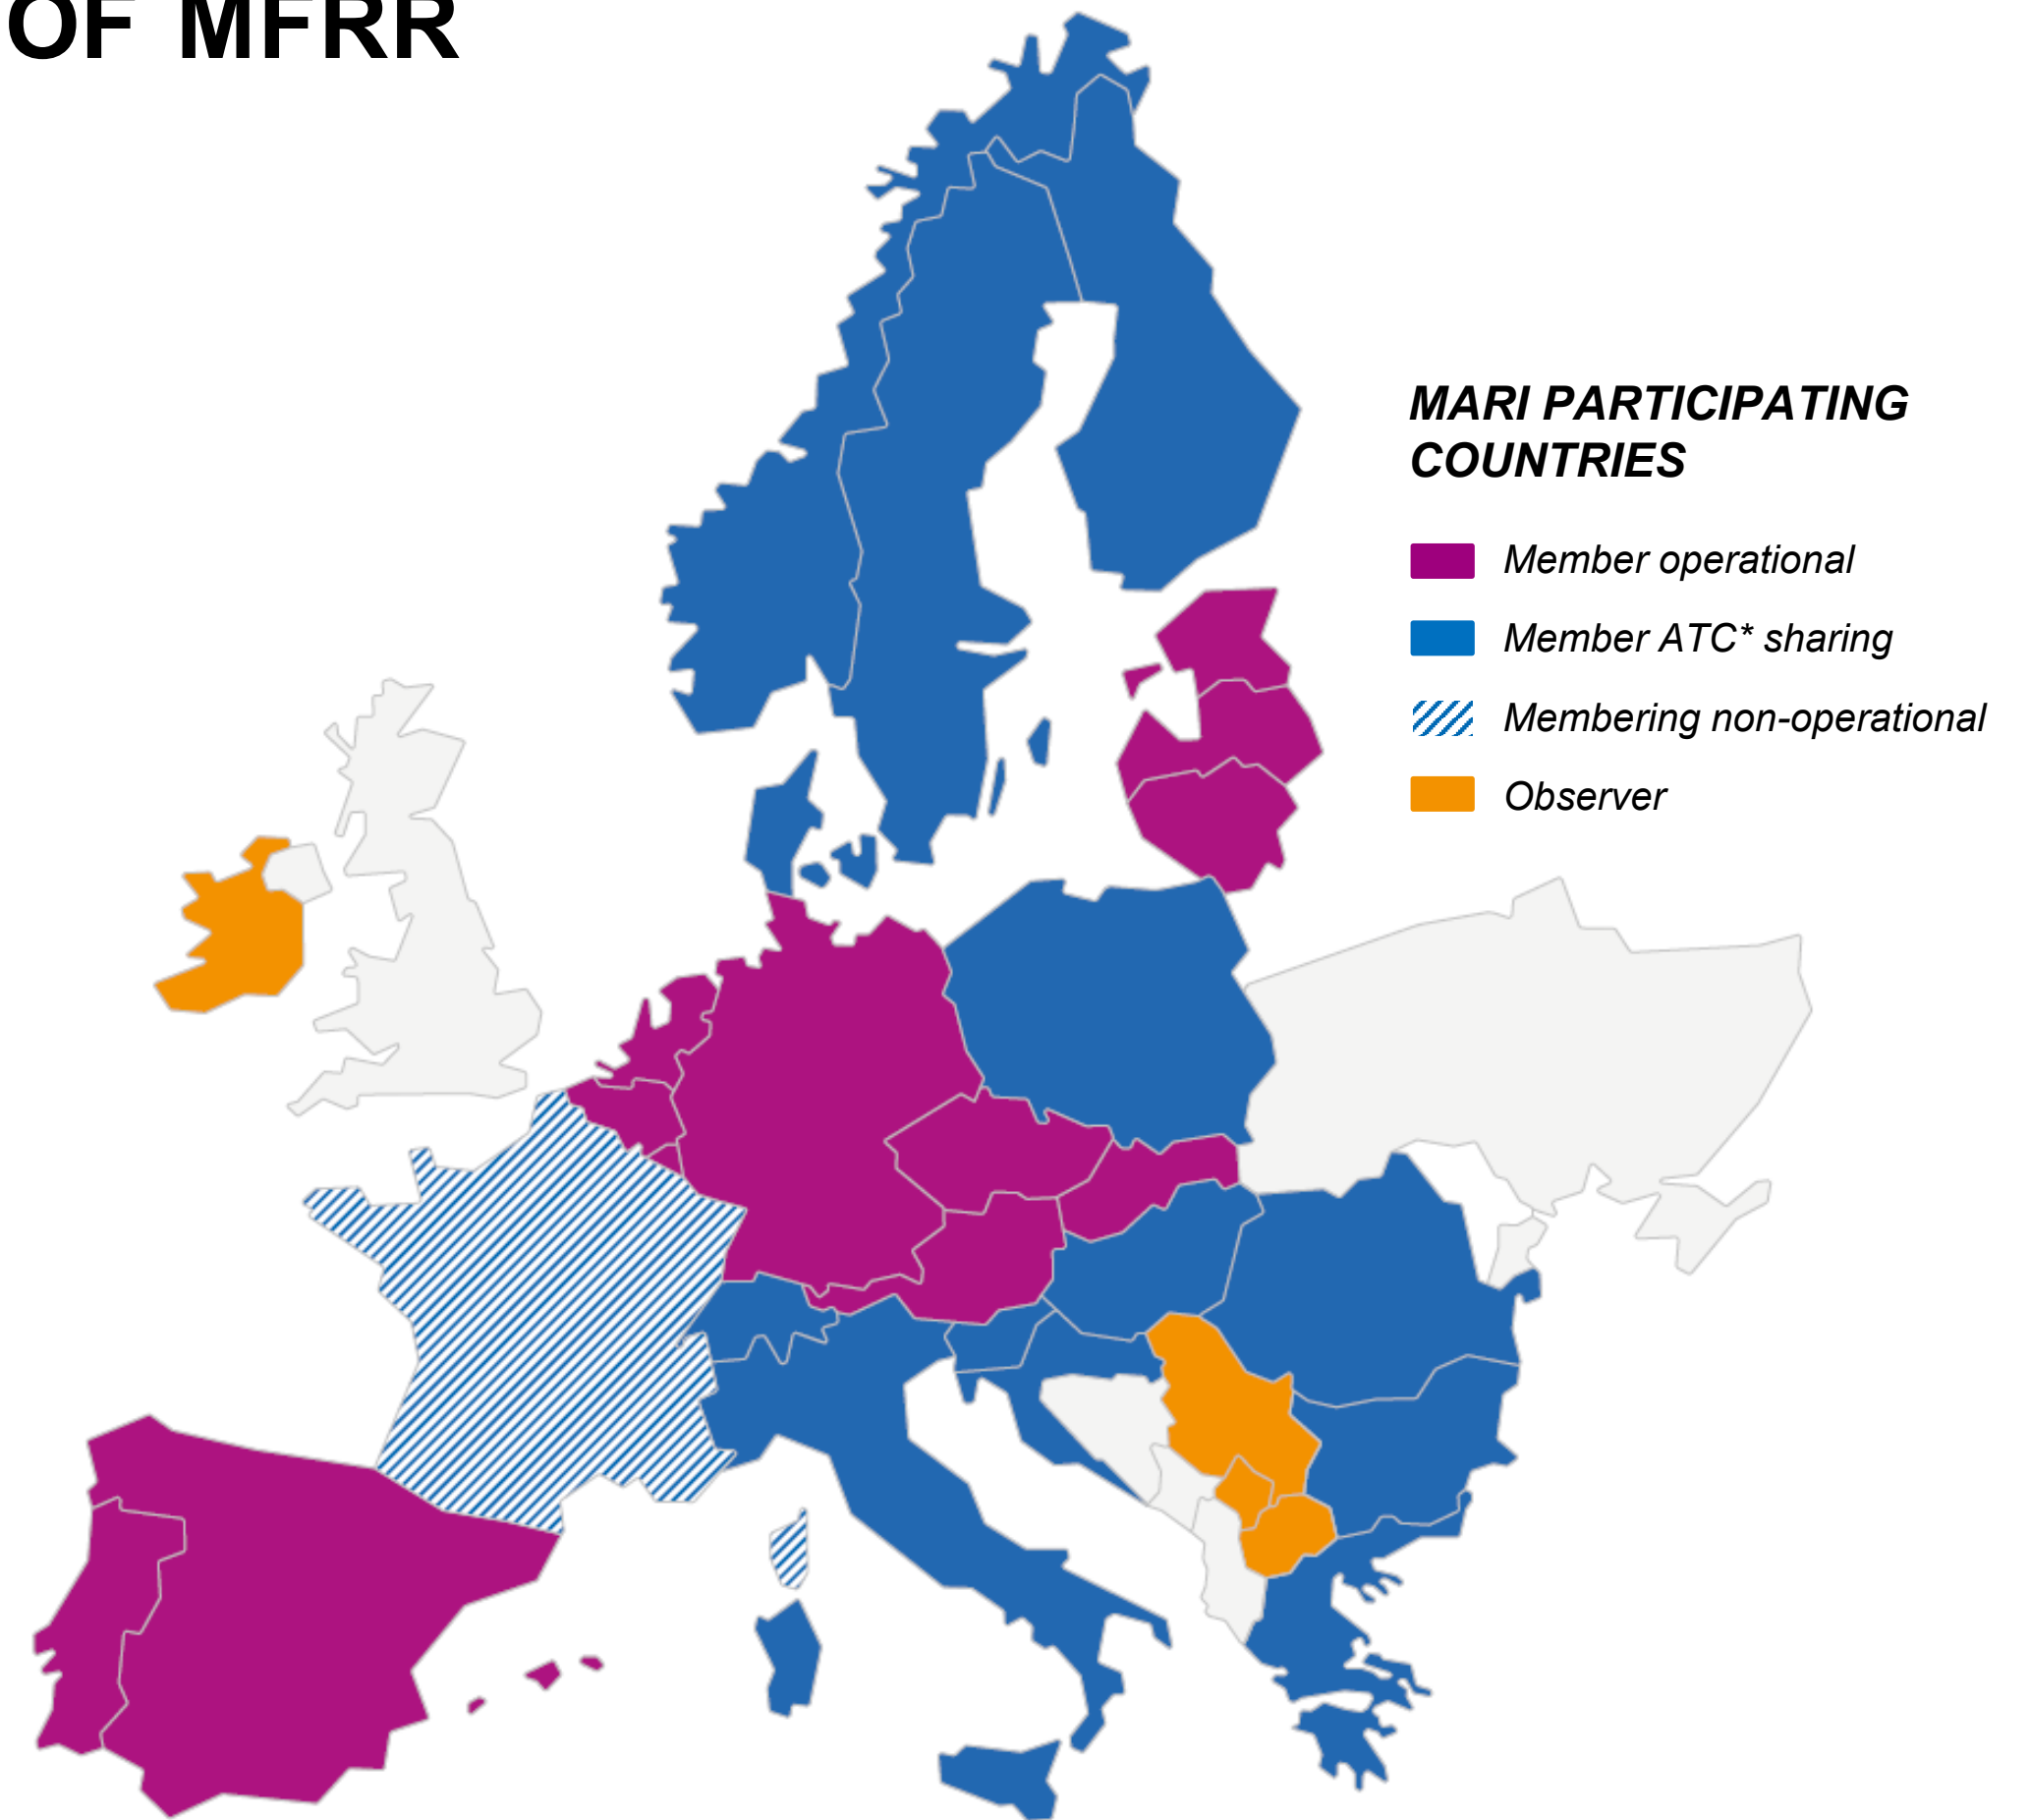 OF MFRR
MARI PARTICIPATING
COUNTRIES
Member operational
Member ATC* sharing
Membering non-operational
Observer